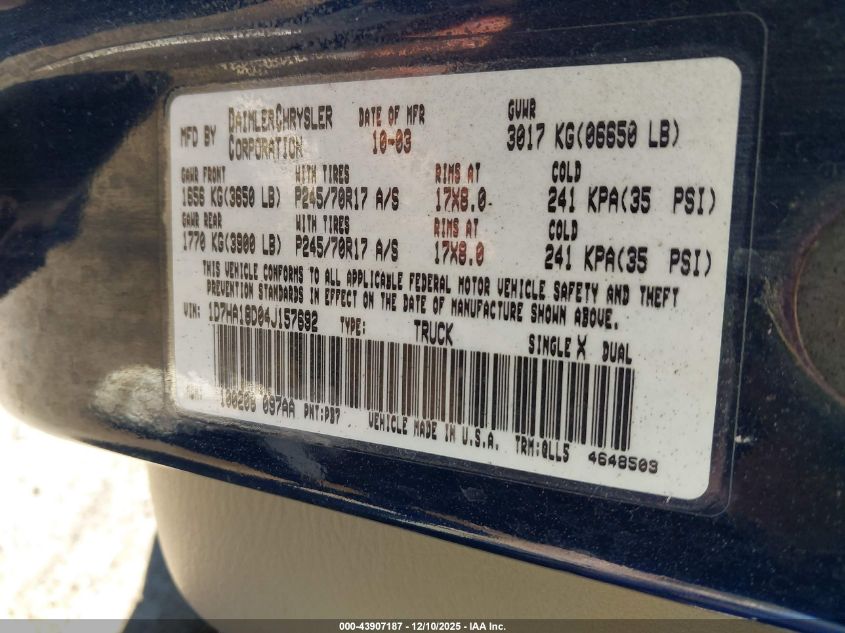 MFD BY DAIMLERCHRYSLER CORPORATION DATE OF MFR 10-03 GVWR 3017 KG(06650 LB)
GAWR FRONT WITH TIRES RIMS AT COLD
1656 KG(3650 LB) P245/70R17 A/S 17X8.0 241 KPA(35 PSI)
GAWR REAR WITH TIRES RIMS AT COLD
1770 KG(3900 LB) P245/70R17 A/S 17X8.0 241 KPA(35 PSI)
THIS VEHICLE CONFORMS TO ALL APPLICABLE FEDERAL MOTOR VEHICLE SAFETY AND THEFT
PREVENTION STANDARDS IN EFFECT ON THE DATE OF MANUFACTURE SHOWN ABOVE.
VIN: 1D7HA18D04J157692 TYPE: TRUCK SINGLE X DUAL
097AA PNT:PB7 VEHICLE MADE IN U.S.A. TRM:QLL5 4648503
000-43907187 - 12/10/2025 - IAA Inc.